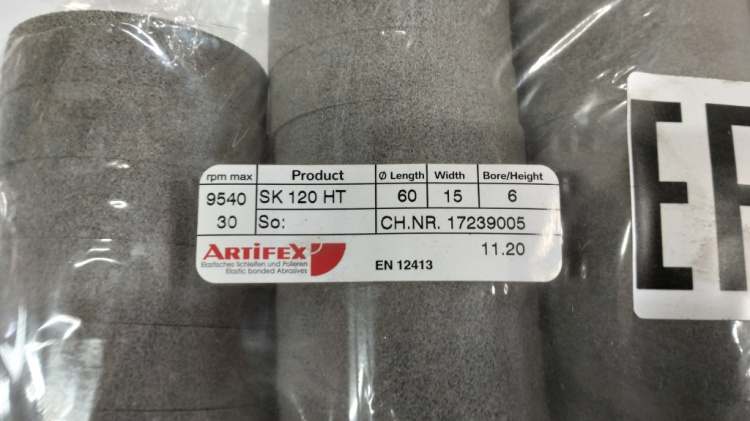 rpm max Product Ø Length Width Bore/Height
9540 SK 120 HT 60 15 6
30 So: CH.NR. 17239005
ARTIFEX 11.20
Elastisches Schleifen und Polieren
Elastic bonded Abrasives
EN 12413